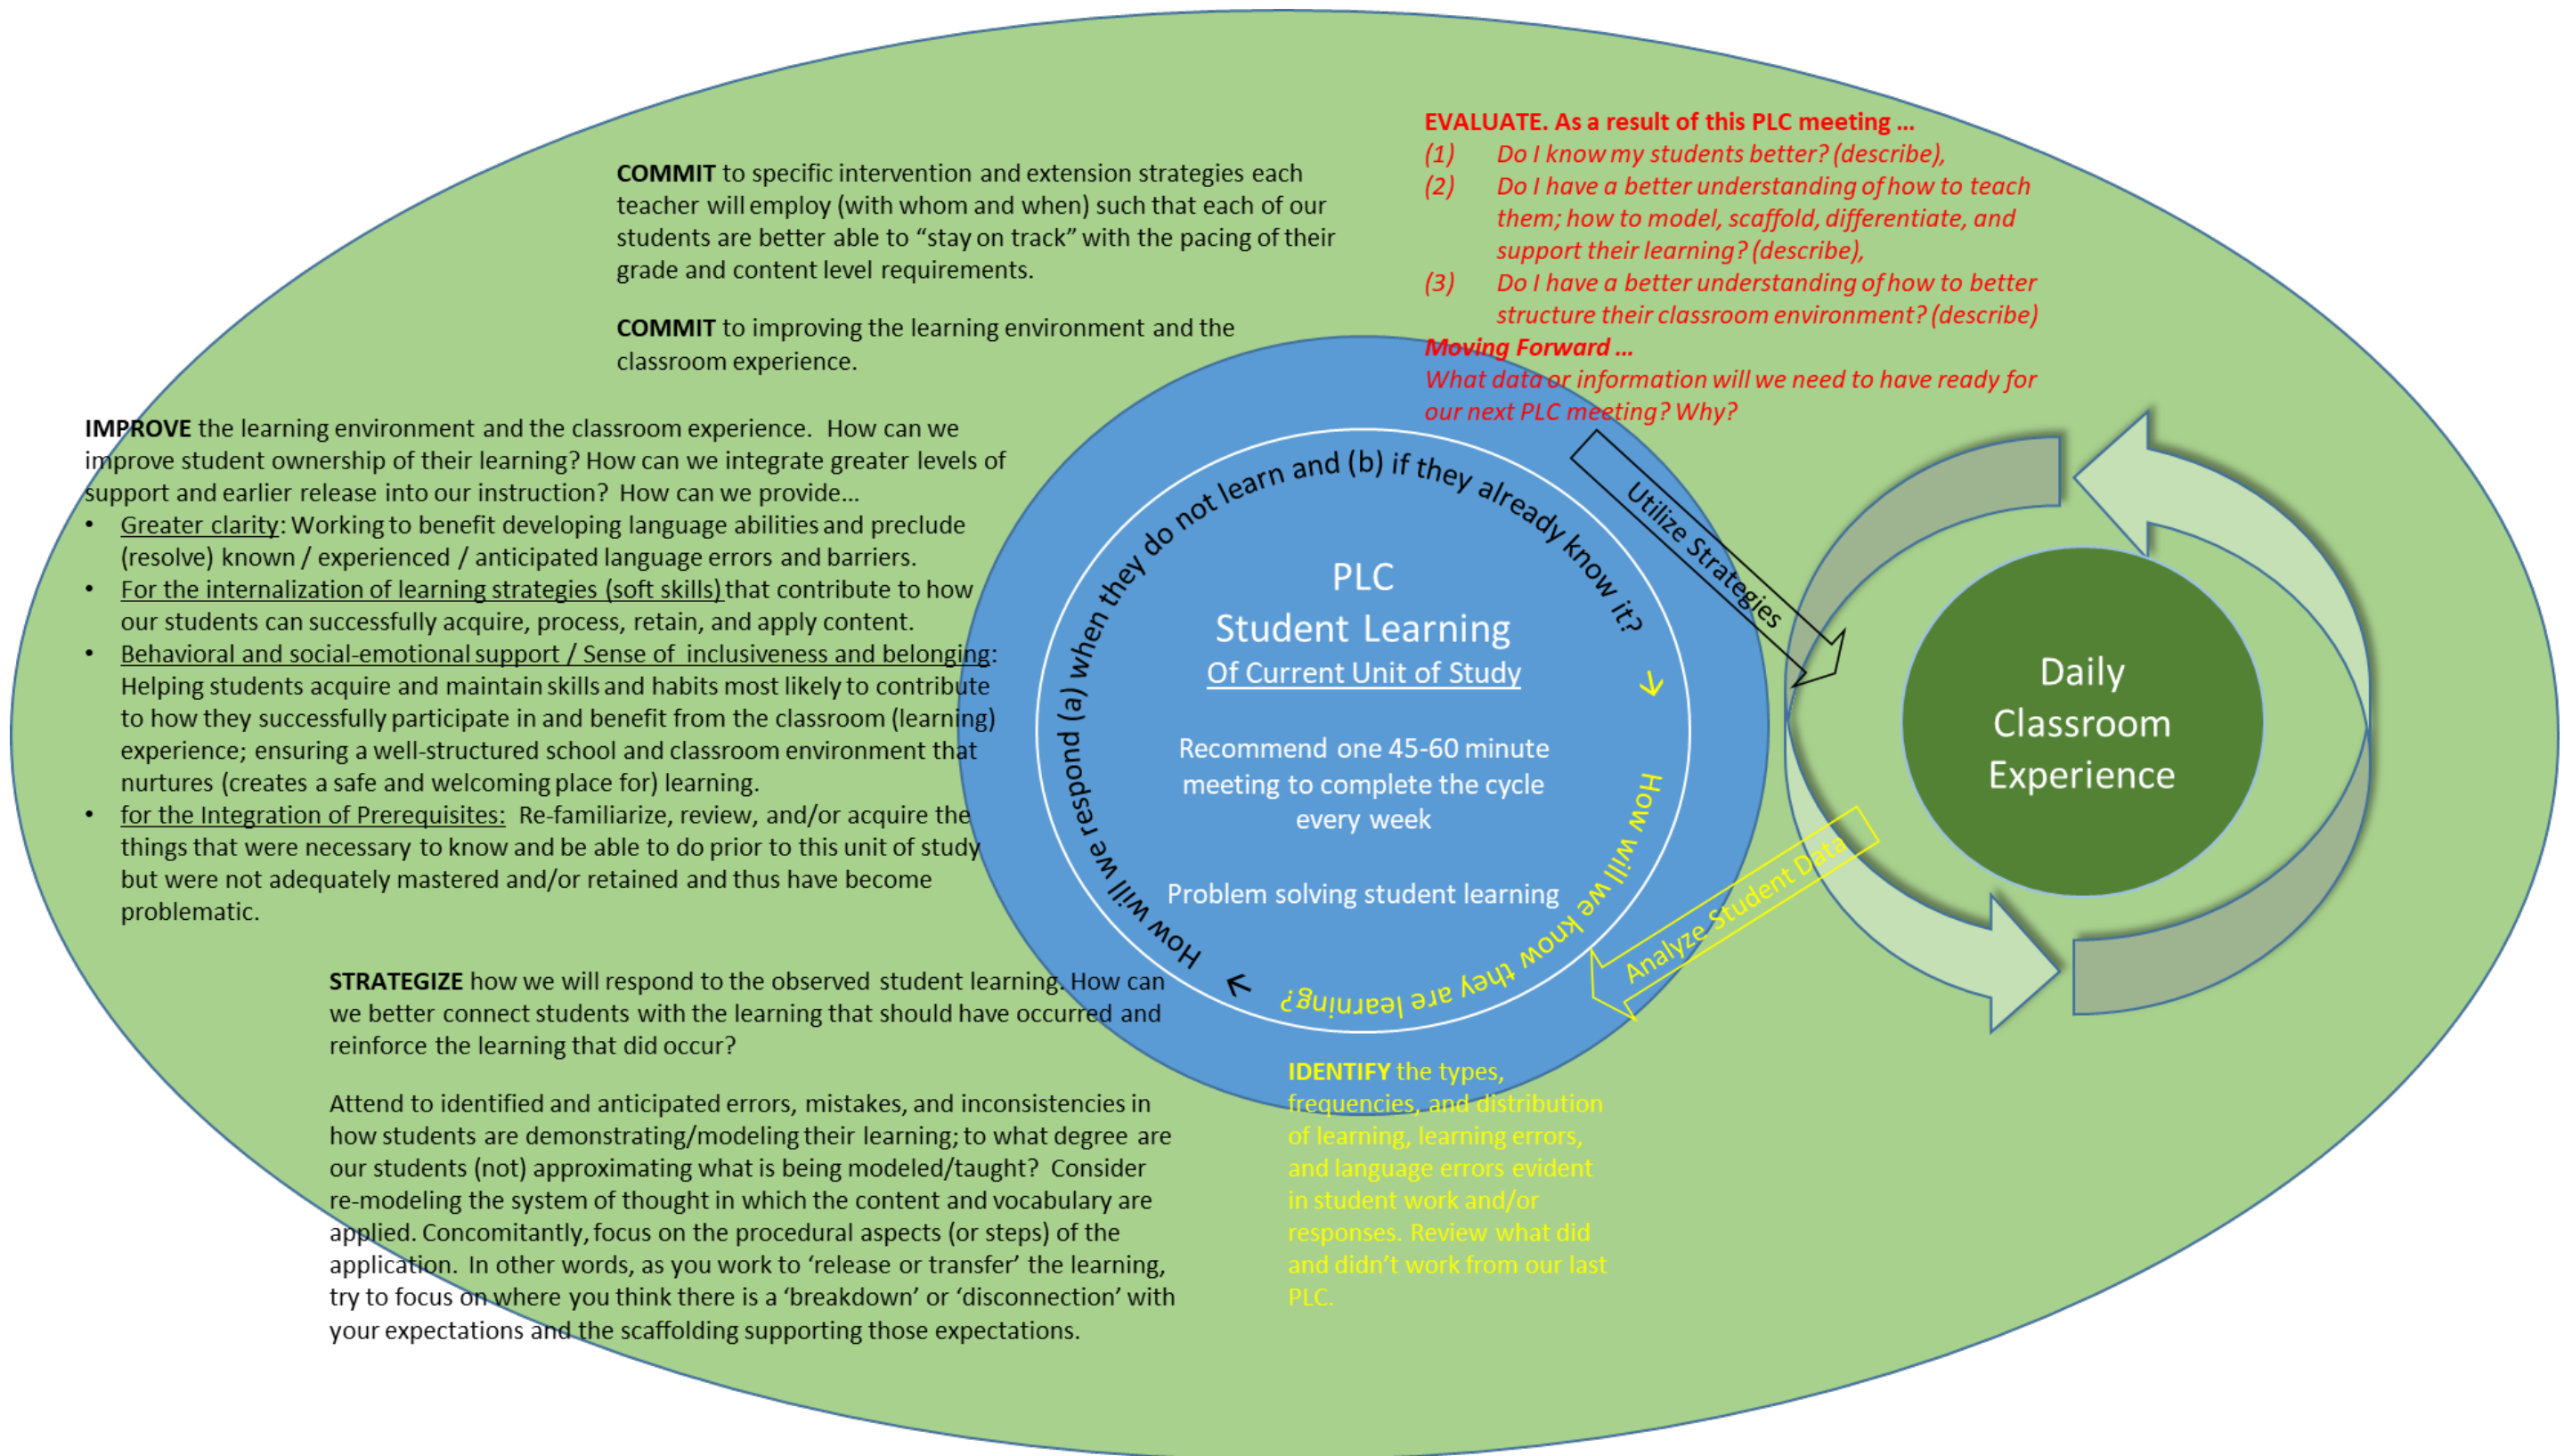 EVALUATE. As a result of this PLC meeting ...
(1) Do I know my students better? (describe),
(2) Do I have a better understanding of how to teach
them; how to model, scaffold, differentiate, and
support their learning? (describe),
(3) Do I have a better understanding of how to better
structure their classroom environment? (describe)
Moving Forward ...
What data or information will we need to have ready for
our next PLC meeting? Why?
COMMIT to specific intervention and extension strategies each
teacher will employ (with whom and when) such that each of our
students are better able to “stay on track” with the pacing of their
grade and content level requirements.
COMMIT to improving the learning environment and the
classroom experience.
IMPROVE the learning environment and the classroom experience. How can we
improve student ownership of their learning? How can we integrate greater levels of
support and earlier release into our instruction? How can we provide...
• Greater clarity: Working to benefit developing language abilities and preclude
(resolve) known / experienced / anticipated language errors and barriers.
• For the internalization of learning strategies (soft skills) that contribute to how
our students can successfully acquire, process, retain, and apply content.
• Behavioral and social-emotional support / Sense of inclusiveness and belonging:
Helping students acquire and maintain skills and habits most likely to contribute
to how they successfully participate in and benefit from the classroom (learning)
experience; ensuring a well-structured school and classroom environment that
nurtures (creates a safe and welcoming place for) learning.
• for the Integration of Prerequisites: Re-familiarize, review, and/or acquire the
things that were necessary to know and be able to do prior to this unit of study
but were not adequately mastered and/or retained and thus have become
problematic.
STRATEGIZE how we will respond to the observed student learning. How can
we better connect students with the learning that should have occurred and
reinforce the learning that did occur?
Attend to identified and anticipated errors, mistakes, and inconsistencies in
how students are demonstrating/modeling their learning; to what degree are
our students (not) approximating what is being modeled/taught? Consider
re-modeling the system of thought in which the content and vocabulary are
applied. Concomitantly, focus on the procedural aspects (or steps) of the
application. In other words, as you work to ‘release or transfer’ the learning,
try to focus on where you think there is a ‘breakdown’ or ‘disconnection’ with
your expectations and the scaffolding supporting those expectations.
How will we respond (a) when they do not learn and (b) if they already know it?
→ How will we know they are learning? →
PLC
Student Learning
Of Current Unit of Study
Recommend one 45-60 minute
meeting to complete the cycle
every week
Problem solving student learning
Utilize Strategies
Analyze Student Data
IDENTIFY the types,
frequencies, and distribution
of learning, learning errors,
and language errors evident
in student work and/or
responses. Review what did
and didn’t work from our last
PLC.
Daily
Classroom
Experience